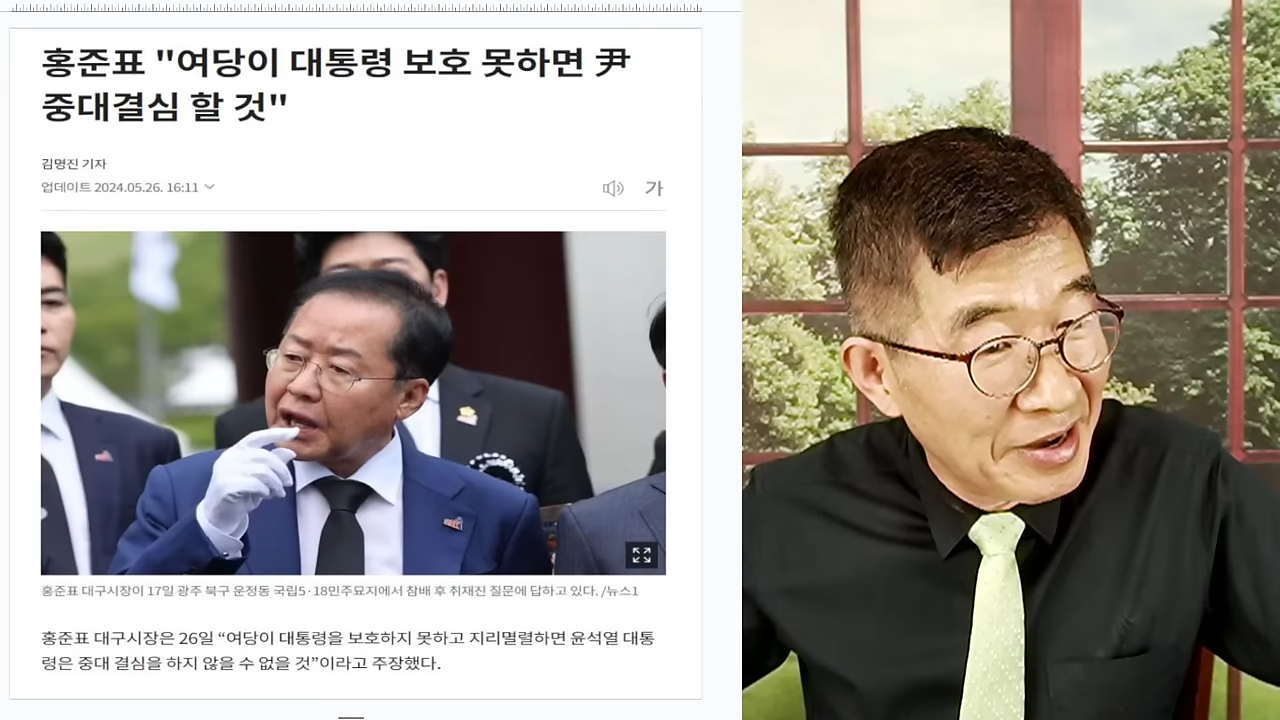 홍준표 "여당이 대통령 보호 못하면 尹
중대결심 할 것"
김명진 기자
업데이트 2024.05.26. 16:11
가
홍준표 대구시장이 17일 광주 북구 운정동 국립5·18민주묘지에서 참배 후 취재진 질문에 답하고 있다. /뉴스1
홍준표 대구시장은 26일 “여당이 대통령을 보호하지 못하고 지리멸렬하면 윤석열 대통
령은 중대 결심을 하지 않을 수 없을 것”이라고 주장했다.